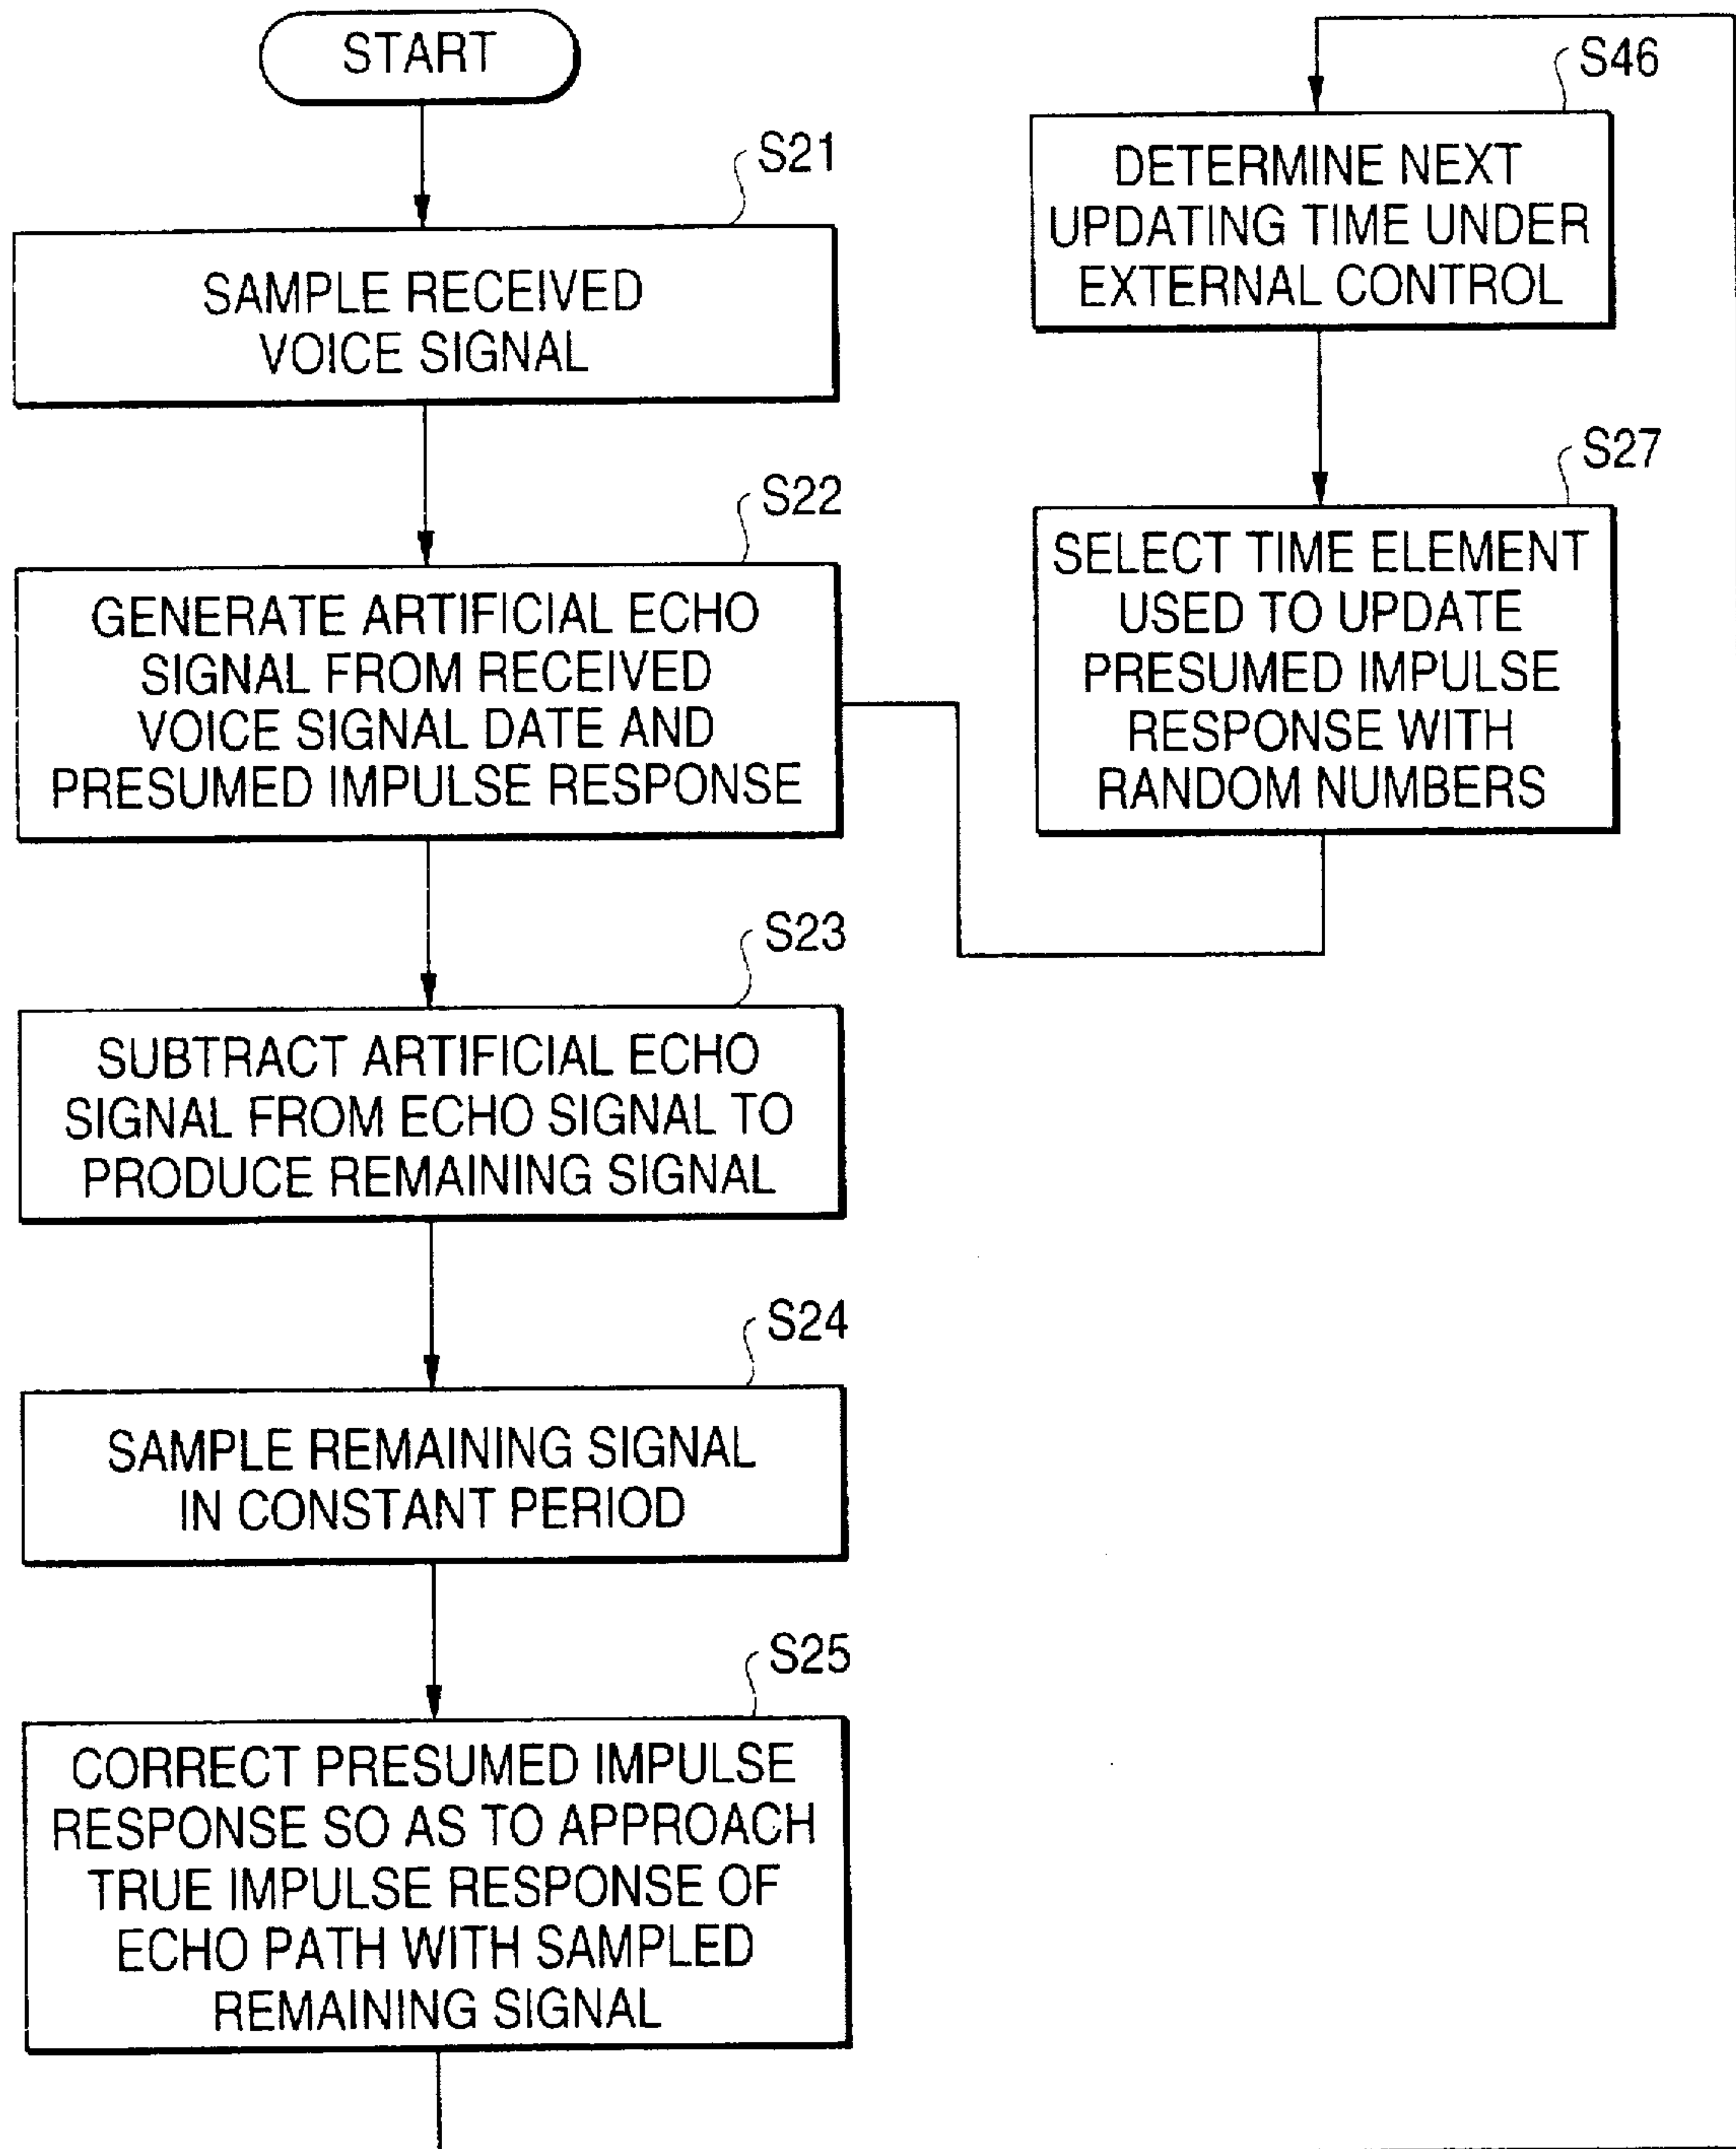 START
S21
SAMPLE RECEIVED
VOICE SIGNAL
S22
GENERATE ARTIFICIAL ECHO
SIGNAL FROM RECEIVED
VOICE SIGNAL DATE AND
PRESUMED IMPULSE RESPONSE
S23
SUBTRACT ARTIFICIAL ECHO
SIGNAL FROM ECHO SIGNAL TO
PRODUCE REMAINING SIGNAL
S24
SAMPLE REMAINING SIGNAL
IN CONSTANT PERIOD
S25
CORRECT PRESUMED IMPULSE
RESPONSE SO AS TO APPROACH
TRUE IMPULSE RESPONSE OF
ECHO PATH WITH SAMPLED
REMAINING SIGNAL
S46
DETERMINE NEXT
UPDATING TIME UNDER
EXTERNAL CONTROL
S27
SELECT TIME ELEMENT
USED TO UPDATE
PRESUMED IMPULSE
RESPONSE WITH
RANDOM NUMBERS